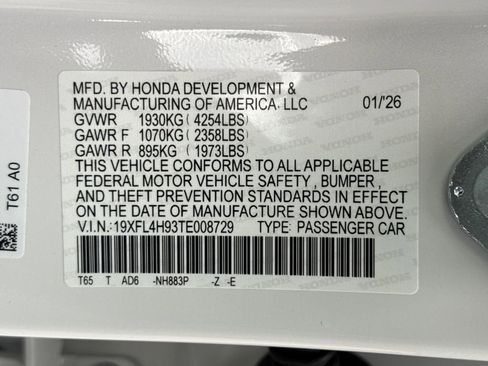 MFD. BY HONDA DEVELOPMENT &
MANUFACTURING OF AMERICA, LLC 01/'26
GVWR 1930KG ( 4254LBS)
GAWR F 1070KG ( 2358LBS)
GAWR R 895KG ( 1973LBS)
THIS VEHICLE CONFORMS TO ALL APPLICABLE
FEDERAL MOTOR VEHICLE SAFETY , BUMPER,
AND THEFT PREVENTION STANDARDS IN EFFECT
ON THE DATE OF MANUFACTURE SHOWN ABOVE.
V.I.N.:19XFL4H93TE008729 TYPE: PASSENGER CAR
T65 T AD6 -NH883P -Z -E
T61 A0